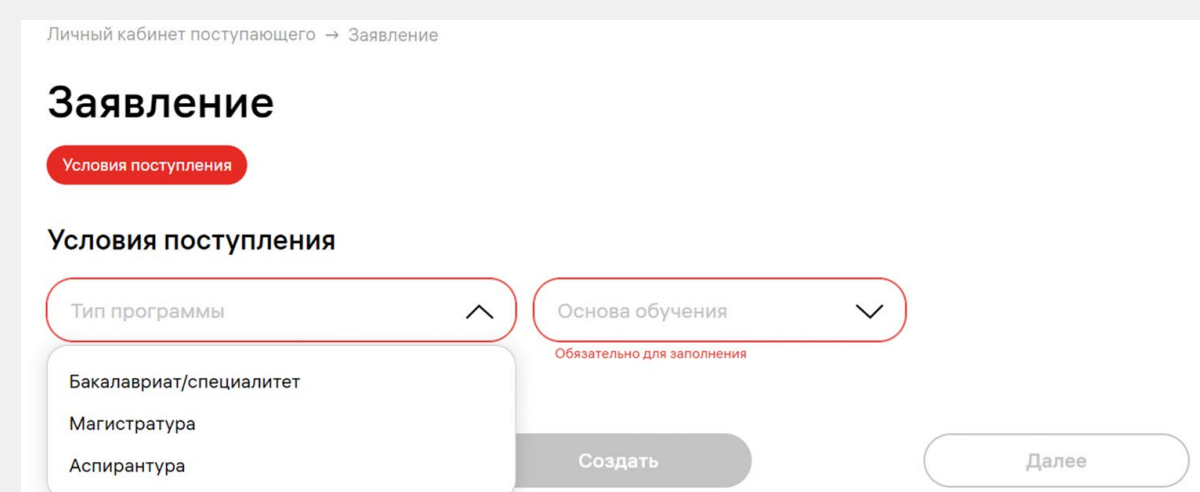 Личный кабинет поступающего → Заявление
Заявление
Условия поступления
Условия поступления
Тип программы
Основа обучения
Обязательно для заполнения
Бакалавриат/специалитет
Магистратура
Аспирантура
Создать
Далее